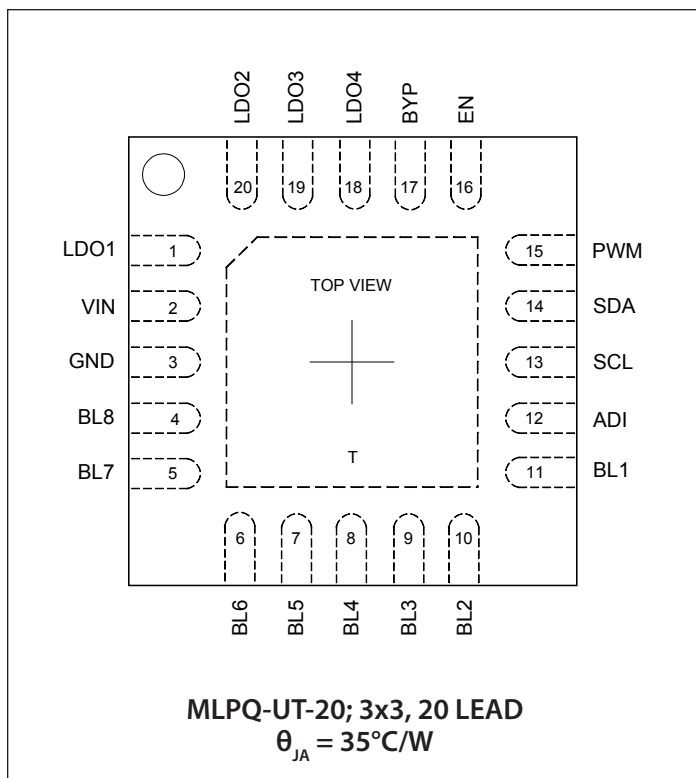 LDO2 LDO3 LDO4 BYP EN
20 19 18 17 16
LDO1 1 15 PWM
TOP VIEW
VIN 2 14 SDA
GND 3 13 SCL
BL8 4 12 ADI
T
BL7 5 11 BL1
6 7 8 9 10
BL6 BL5 BL4 BL3 BL2
MLPQ-UT-20; 3x3, 20 LEAD
θJA = 35°C/W